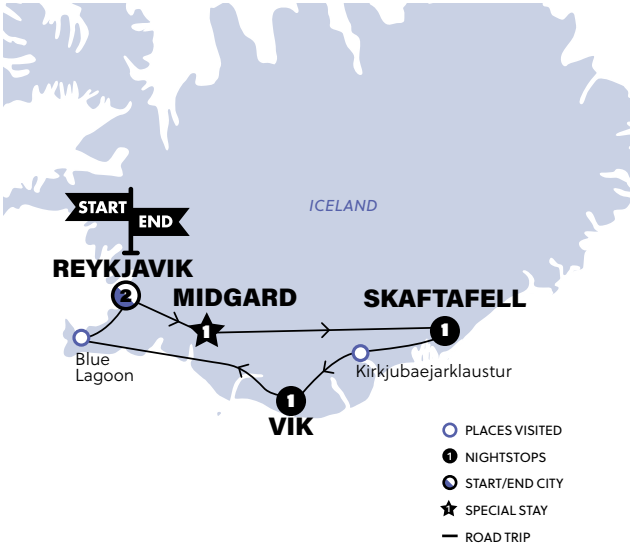 ICELAND
START
END
REYKJAVIK
2
MIDGARD
1
SKAFTAFELL
1
Blue
Lagoon
Kirkjubaejarklaustur
1
VIK
PLACES VISITED
1 NIGHTSTOPS
START/END CITY
1 SPECIAL STAY
ROAD TRIP